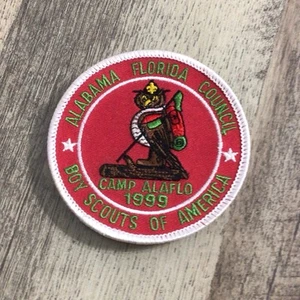 ALABAMA FLORIDA COUNCIL
CAMP ALAFLO
1999
BOY SCOUTS OF AMERICA